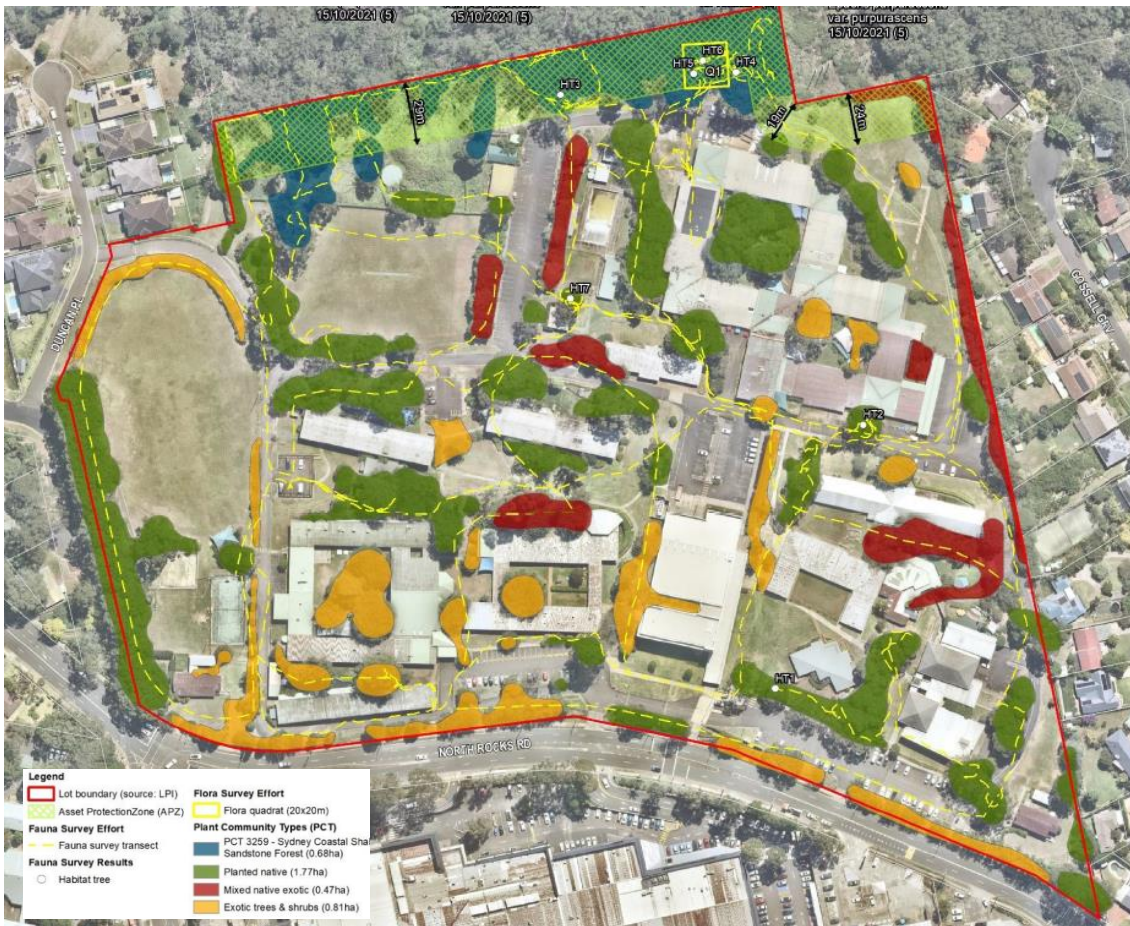 15/10/2021 (5)
15/10/2021 (5)
var. purpurascens
15/10/2021 (5)
HT6
HT5
Q1
HT4
HT3
29m
19m
24m
HT7
HT2
HT1
DUNCAN PL
GOSSELL GRV
NORTH ROCKS RD
Legend
Lot boundary (source: LPI)
Asset ProtectionZone (APZ)
Fauna Survey Effort
Fauna survey transect
Fauna Survey Results
Habitat tree
Flora Survey Effort
Flora quadrat (20x20m)
Plant Community Types (PCT)
PCT 3259 - Sydney Coastal Sha
Sandstone Forest (0.68ha)
Planted native (1.77ha)
Mixed native exotic (0.47ha)
Exotic trees & shrubs (0.81ha)